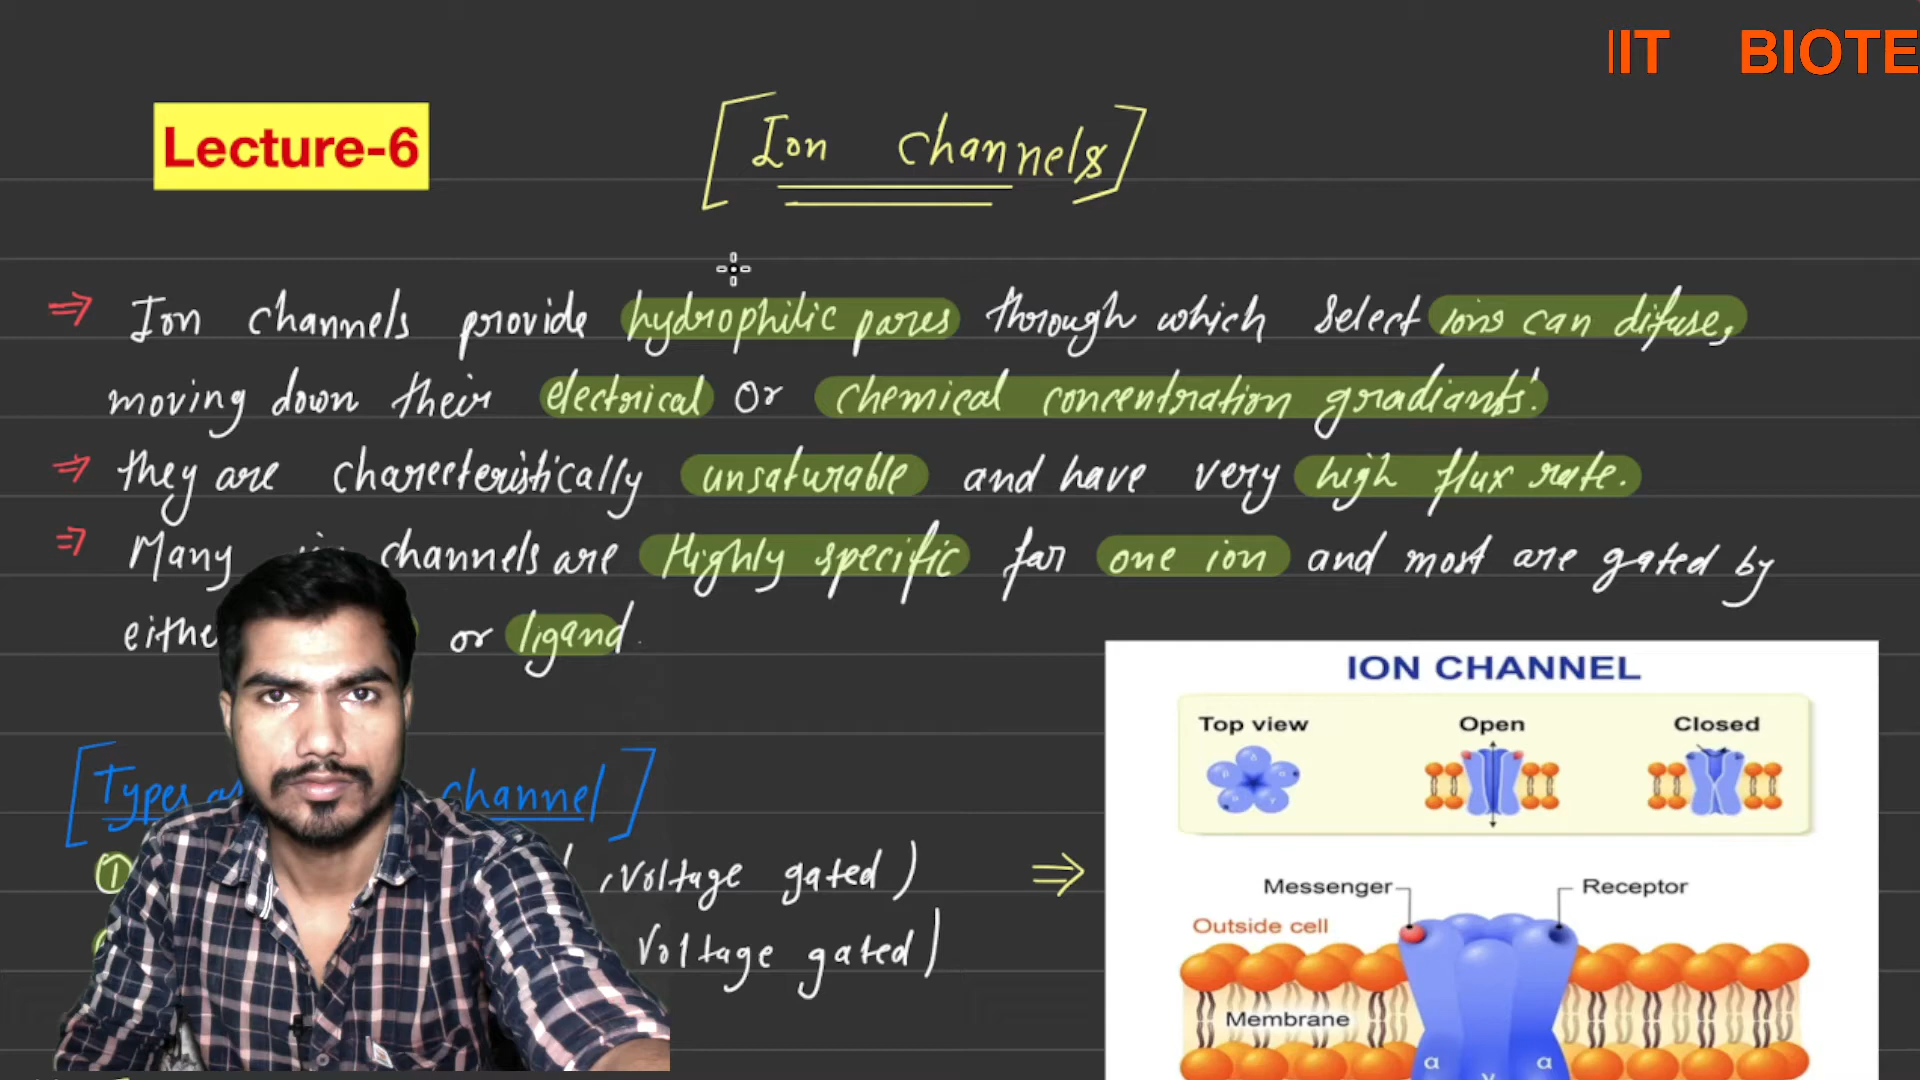 IIT BIOTE
Lecture-6
[Ion channels]
⇒ Ion channels provide hydrophilic pores through which select ions can difuse,
moving down their electrical or chemical concentration gradiants'.
⇒ they are charecteristically unsaturable and have very high flux rate.
⇒ Many channels are Highly specific for one ion and most are gated by
or ligand.
[Types channel]
① , voltage gated) ⇒
voltage gated)
ION CHANNEL
Top view Open Closed
Messenger Receptor
Outside cell
Membrane
α α
γ